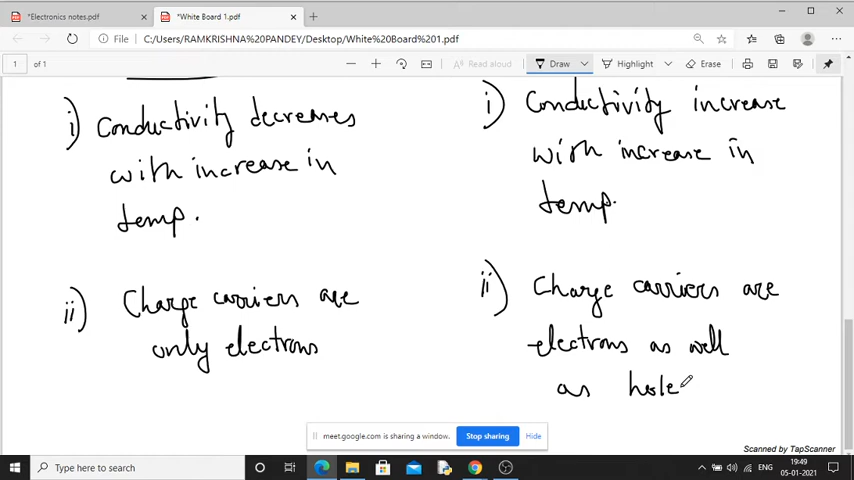 *Electronics notes.pdf
*White Board 1.pdf
File C:/Users/RAMKRISHNA%20PANDEY/Desktop/White%20Board%201.pdf
1 of 1 Read aloud Draw Highlight Erase
i) Conductivity decreases
with increase in
temp.
ii) Charge carriers are
only electrons
i) Conductivity increase
with increase in
temp.
ii) Charge carriers are
electrons as well
as hole
meet.google.com is sharing a window. Stop sharing Hide
Scanned by TapScanner
Type here to search
ENG
19:49
05-01-2021